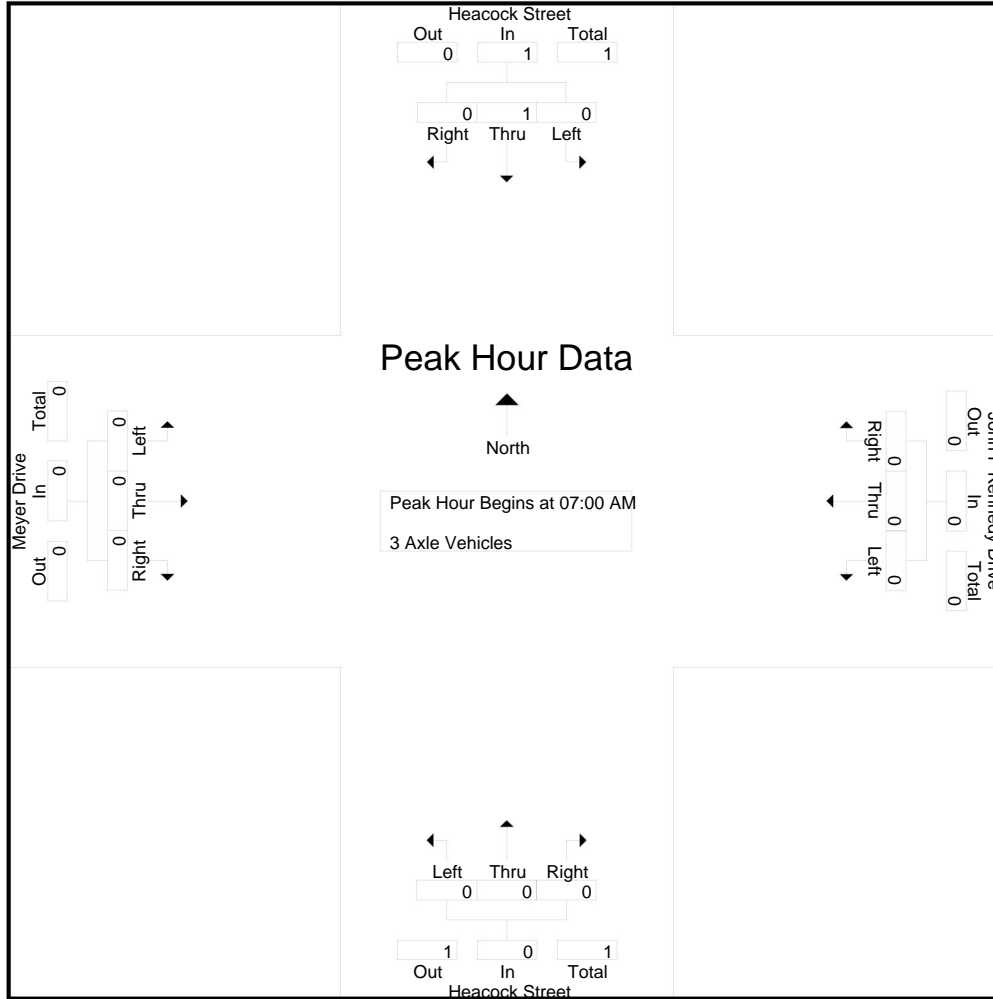 Heacock Street
Out In Total
0 1 1
0 1 0
Right Thru Left
Peak Hour Data
North
Peak Hour Begins at 07:00 AM
3 Axle Vehicles
Meyer Drive
Out In Total
0 0 0
0 0 0
Left Thru Right
Out In Total
0 0 0
Right Thru Left
0 0 0
Left Thru Right
0 0 0
1 0 1
Out In Total
Heacock Street